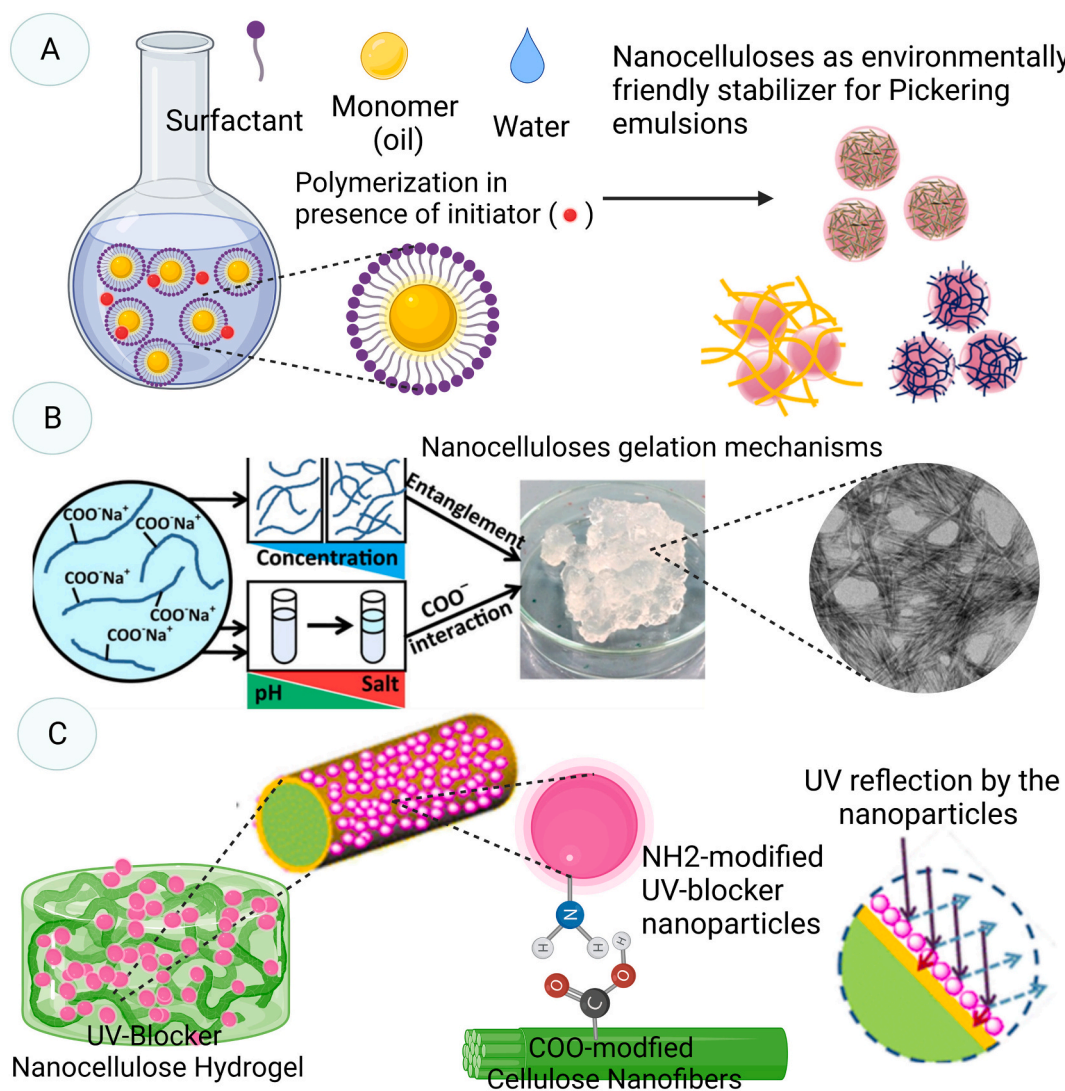 A
Surfactant
Monomer
(oil)
Water
Nanocelluloses as environmentally
friendly stabilizer for Pickering
emulsions
Polymerization in
presence of initiator ( )
B
Nanocelluloses gelation mechanisms
COO⁻Na⁺
COO⁻Na⁺
COO⁻Na⁺
COO⁻Na⁺
COO⁻Na⁺
Concentration
Entanglement
pH
Salt
COO⁻
interaction
C
UV reflection by the
nanoparticles
NH2-modified
UV-blocker
nanoparticles
N
H
H
H
O
O
C
UV-Blocker
Nanocellulose Hydrogel
COO-modfied
Cellulose Nanofibers